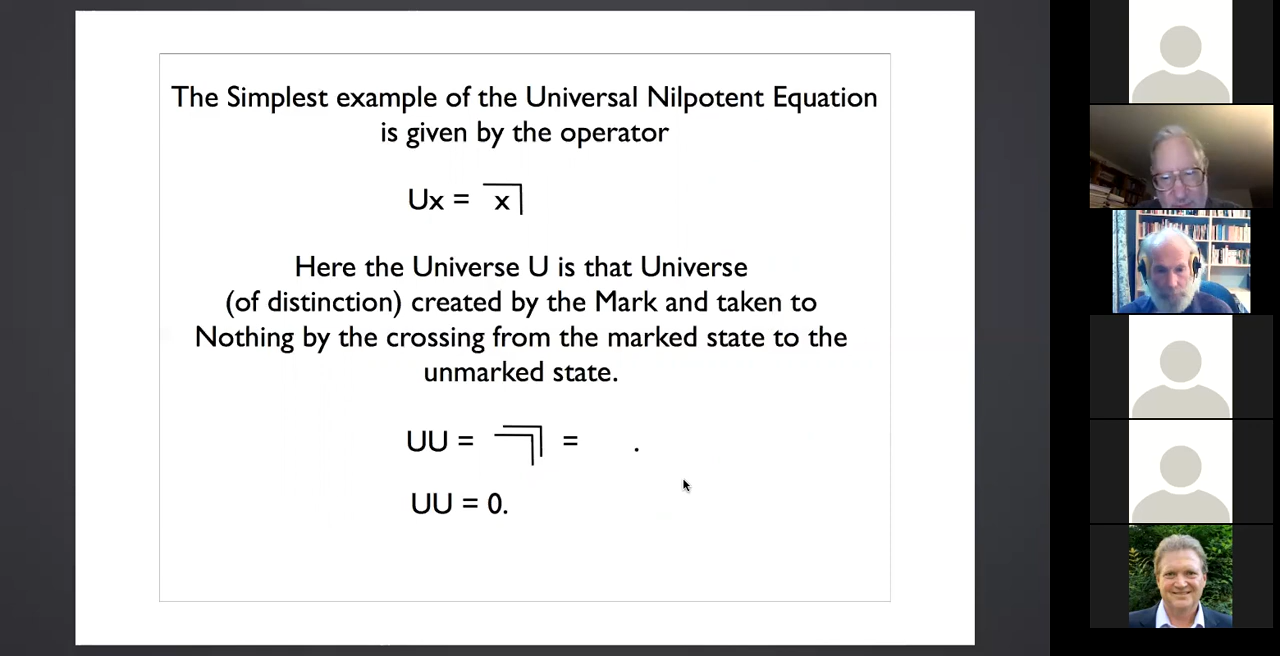 The Simplest example of the Universal Nilpotent Equation
is given by the operator
Ux = x
Here the Universe U is that Universe
(of distinction) created by the Mark and taken to
Nothing by the crossing from the marked state to the
unmarked state.
UU = = .
UU = 0.